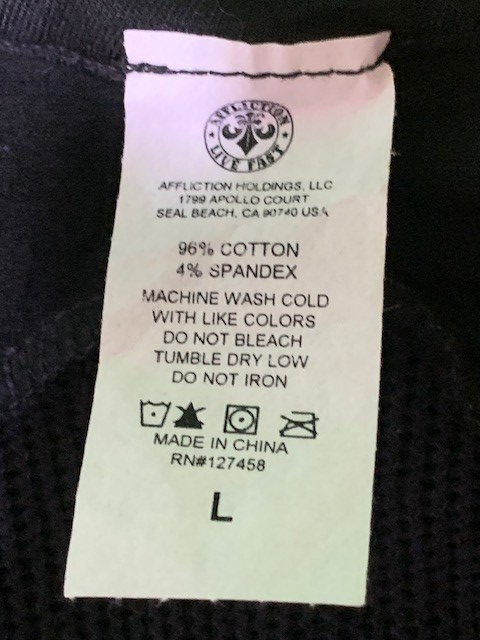 AFFLICTION
LIVE FAST
AFFLICTION HOLDINGS, LLC
1799 APOLLO COURT
SEAL BEACH, CA 90740 USA
96% COTTON
4% SPANDEX
MACHINE WASH COLD
WITH LIKE COLORS
DO NOT BLEACH
TUMBLE DRY LOW
DO NOT IRON
MADE IN CHINA
RN#127458
L